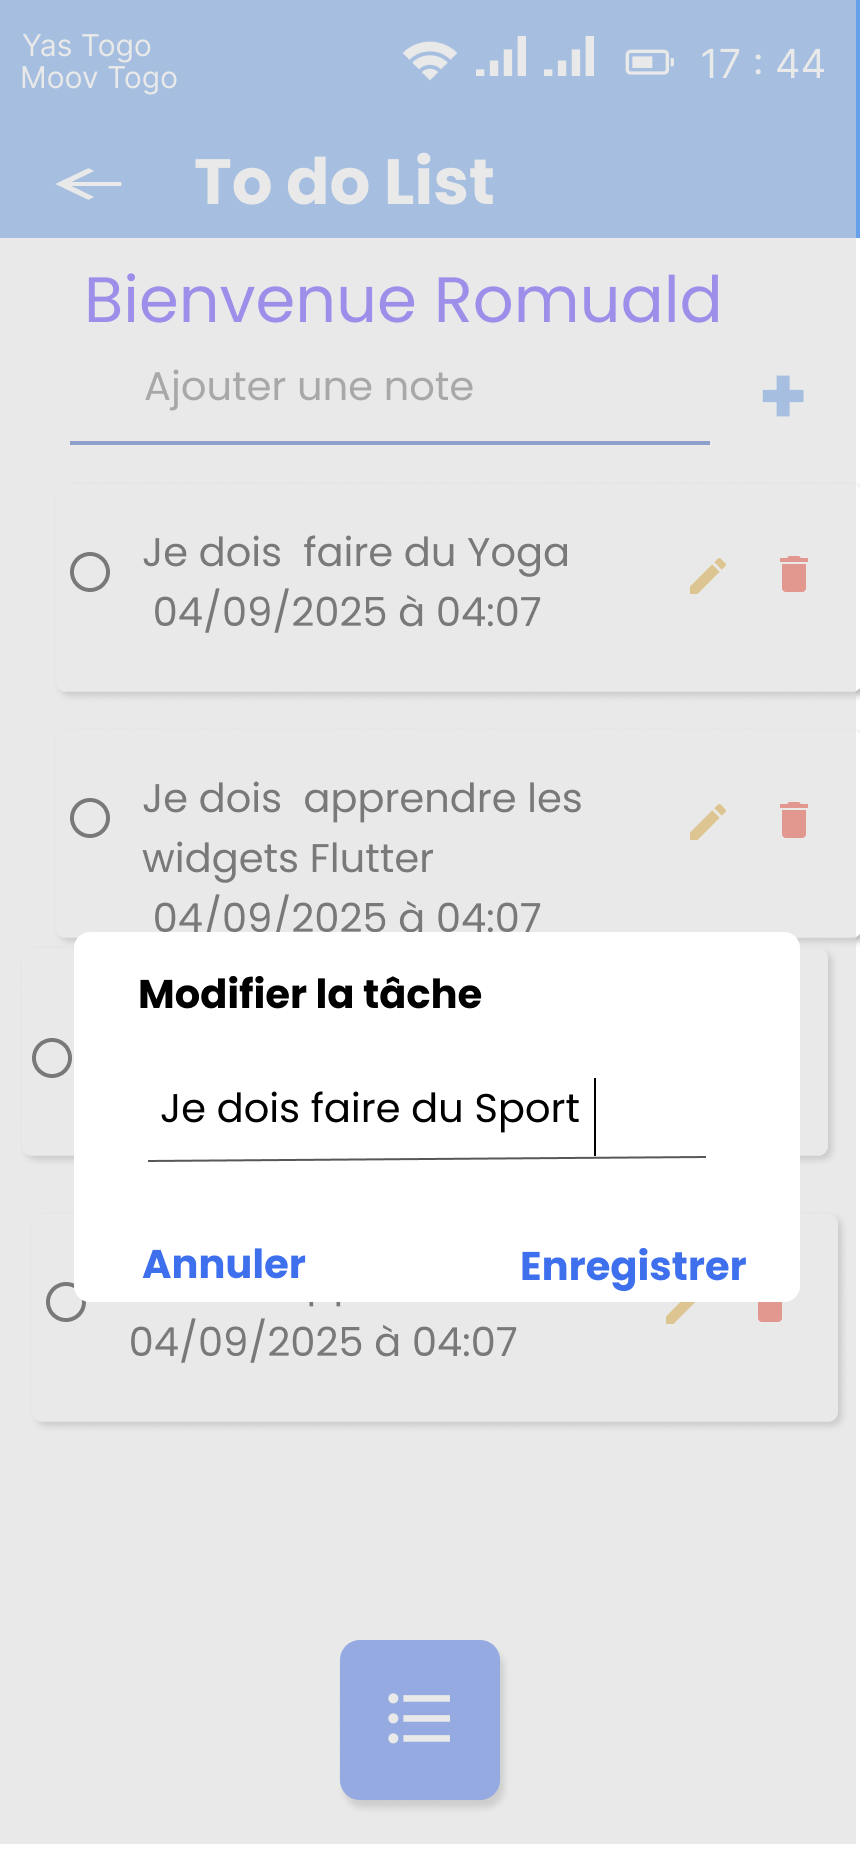 Yas Togo
Moov Togo
17 : 44
To do List
Bienvenue Romuald
Ajouter une note
Je dois  faire du Yoga
04/09/2025 à 04:07
Je dois  apprendre les
widgets Flutter
04/09/2025 à 04:07
Modifier la tâche
Je dois faire du Sport
Annuler
Enregistrer
04/09/2025 à 04:07